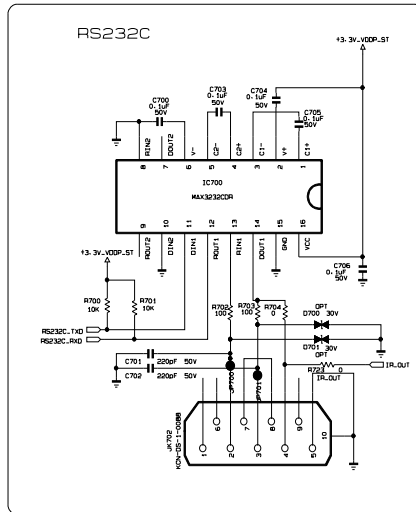 RS232C
+3.3V_VDDP_ST
C703
0.1uF
50V
C704
0.1uF
50V
C700
0.1uF
50V
C705
0.1uF
50V
RIN2
DOUT2
V-
C2-
C2+
C1-
V+
C1+
8
7
6
5
4
3
2
1
IC700
MAX3232CDR
9
10
11
12
13
14
15
16
ROUT2
DIN2
DIN1
ROUT1
RIN1
DOUT1
GND
VCC
+3.3V_VDDP_ST
C706
0.1uF
50V
R700
10K
R701
10K
R702
100
R703
100
R704
0
OPT
D700 30V
RS232C_TXD
RS232C_RXD
D701 30V
OPT
C701 220pF 50V
C702 220pF 50V
JP700
JP701
R723 0
IR_OUT
IR_OUT
6
7
8
9
10
1
2
3
4
5
JK702
KCN-DS-1-0088